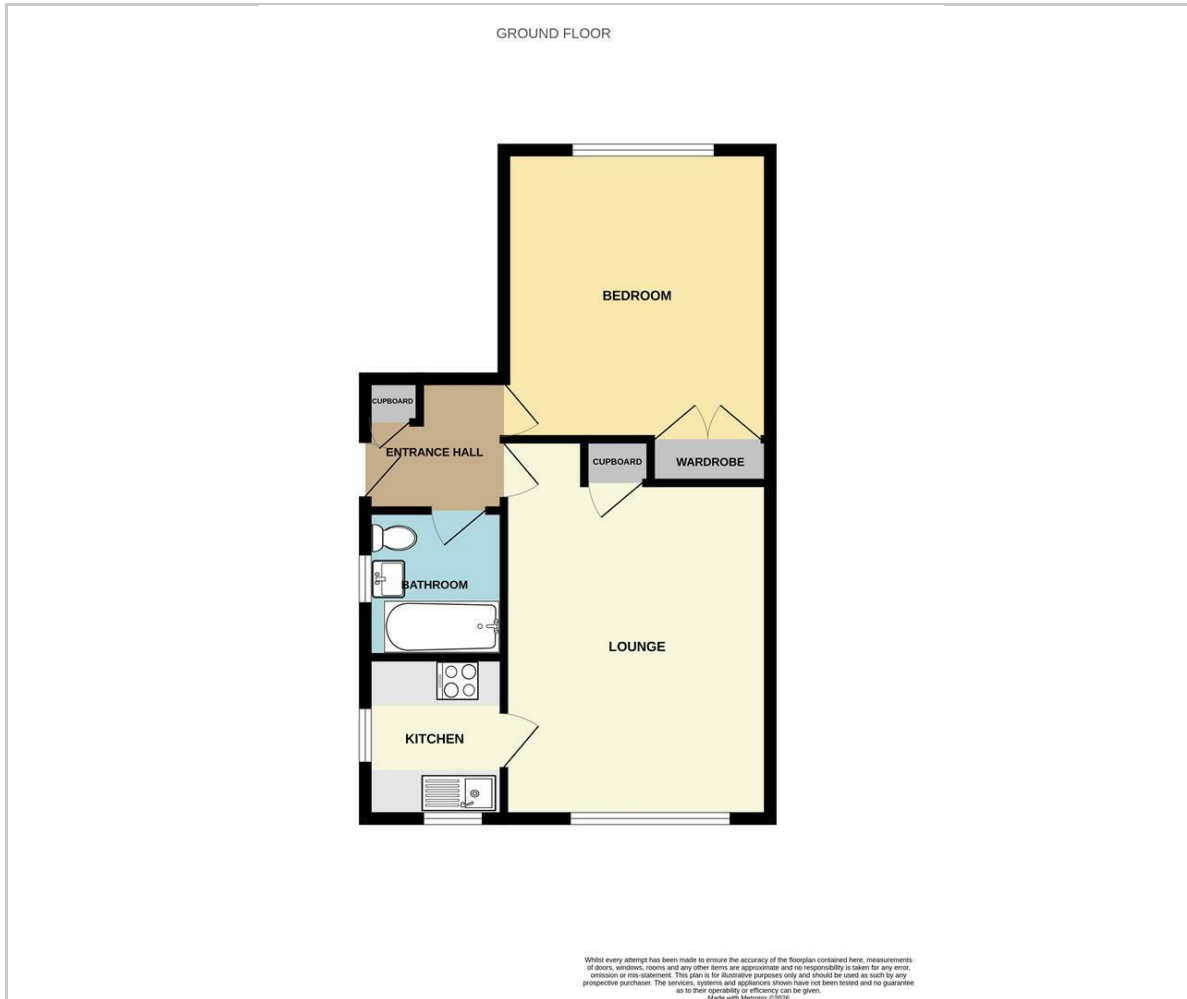 GROUND FLOOR
BEDROOM
CUPBOARD
ENTRANCE HALL
CUPBOARD
WARDROBE
BATHROOM
LOUNGE
KITCHEN
Whilst every attempt has been made to ensure the accuracy of the floorplan contained here, measurements
of doors, windows, rooms and any other items are approximate and no responsibility is taken for any error,
omission or mis-statement. This plan is for illustrative purposes only and should be used as such by any
prospective purchaser. The services, systems and appliances shown have not been tested and no guarantee
as to their operability or efficiency can be given.
Made with Metropix ©2026